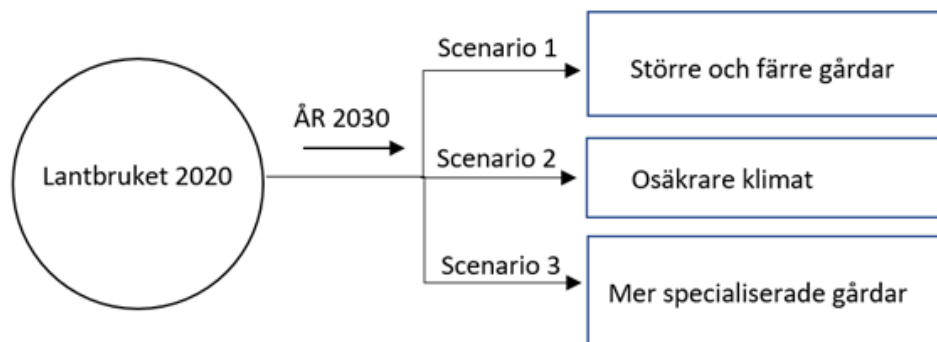 Scenario 1
Större och färre gårdar
ÅR 2030
Lantbruket 2020
Scenario 2
Osäkrare klimat
Scenario 3
Mer specialiserade gårdar